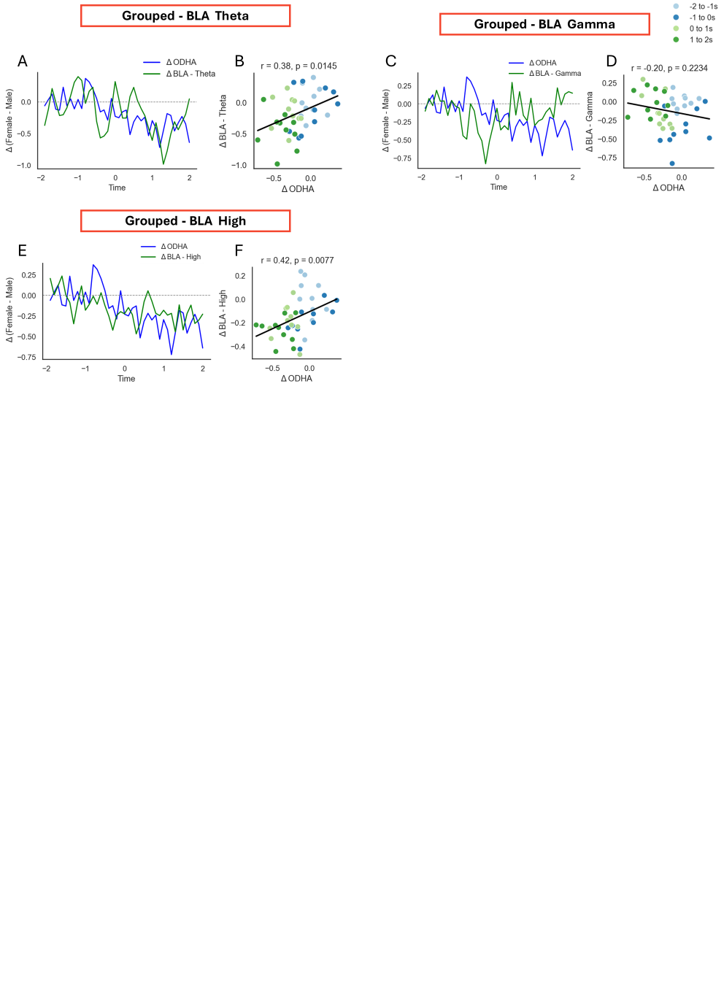 Grouped - BLA Theta
Grouped - BLA Gamma
-2 to -1s
-1 to 0s
0 to 1s
1 to 2s
A
Δ ODHA
Δ BLA - Theta
Δ (Female - Male)
0.0
−0.5
−1.0
−2
−1
0
1
2
Time
B
r = 0.38, p = 0.0145
Δ BLA - Theta
0.0
−0.5
−1.0
−0.5
0.0
Δ ODHA
C
Δ ODHA
Δ BLA - Gamma
Δ (Female - Male)
0.25
0.00
−0.25
−0.50
−0.75
−2
−1
0
1
2
Time
D
r = -0.20, p = 0.2234
Δ BLA - Gamma
0.25
0.00
−0.25
−0.50
−0.75
−0.5
0.0
Δ ODHA
Grouped - BLA High
E
Δ ODHA
Δ BLA - High
Δ (Female - Male)
0.25
0.00
−0.25
−0.50
−0.75
−2
−1
0
1
2
Time
F
r = 0.42, p = 0.0077
Δ BLA - High
0.2
0.0
−0.2
−0.4
−0.5
0.0
Δ ODHA